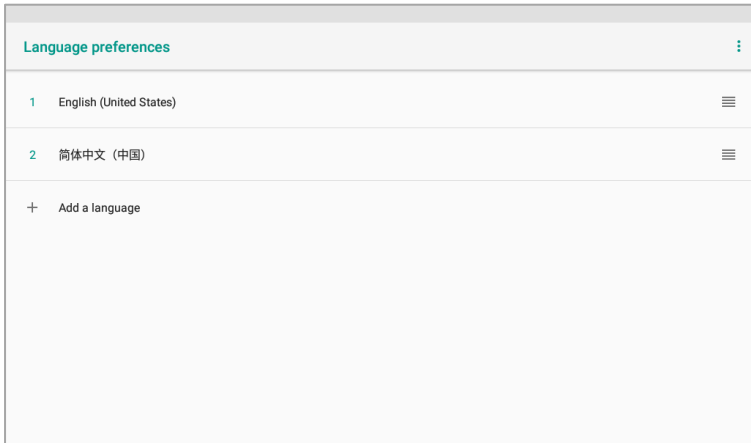 Language preferences
1 English (United States)
2 简体中文（中国）
Add a language